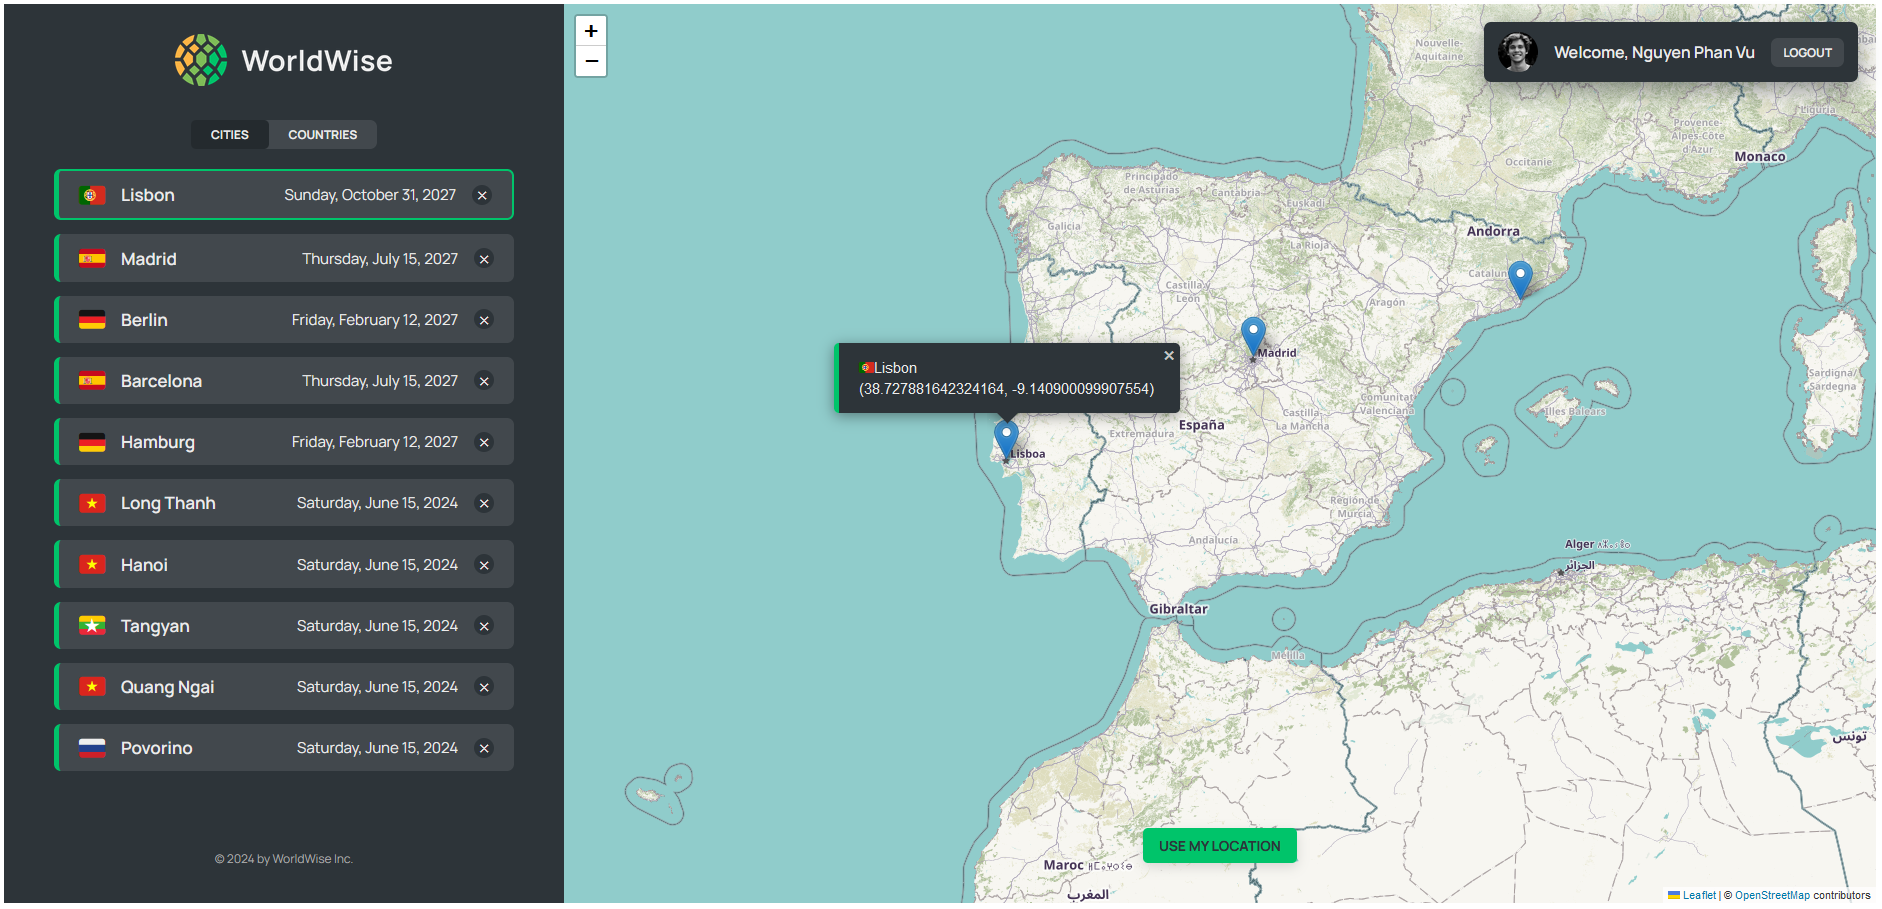 WorldWise
CITIES COUNTRIES
Lisbon Sunday, October 31, 2027 ×
Madrid Thursday, July 15, 2027 ×
Berlin Friday, February 12, 2027 ×
Barcelona Thursday, July 15, 2027 ×
Hamburg Friday, February 12, 2027 ×
Long Thanh Saturday, June 15, 2024 ×
Hanoi Saturday, June 15, 2024 ×
Tangyan Saturday, June 15, 2024 ×
Quang Ngai Saturday, June 15, 2024 ×
Povorino Saturday, June 15, 2024 ×
© 2024 by WorldWise Inc.
+
−
Welcome, Nguyen Phan Vu LOGOUT
Nouvelle-
Aquitaine
Liguria
Provence-
Alpes-Côte
d'Azur
Monaco
Occitanie
Principado
de Asturias
Cantabria
Euskadi
Galicia
La Rioja
Andorra
Castilla y
León
Aragón
Madrid
Lisbon
(38.727881642324164, -9.140900099907554)
×
Sardigna/
Sardegna
Comunitat
Valenciana
Illes Balears
Castilla-
La Mancha
España
Extremadura
Lisboa
Región de
Murcia
Andalucía
Alger
الجزائر
Gibraltar
Melilla
تونس
USE MY LOCATION
Maroc ⵍⵎⵖⵔⵉⴱ
المغرب
Leaflet | © OpenStreetMap contributors